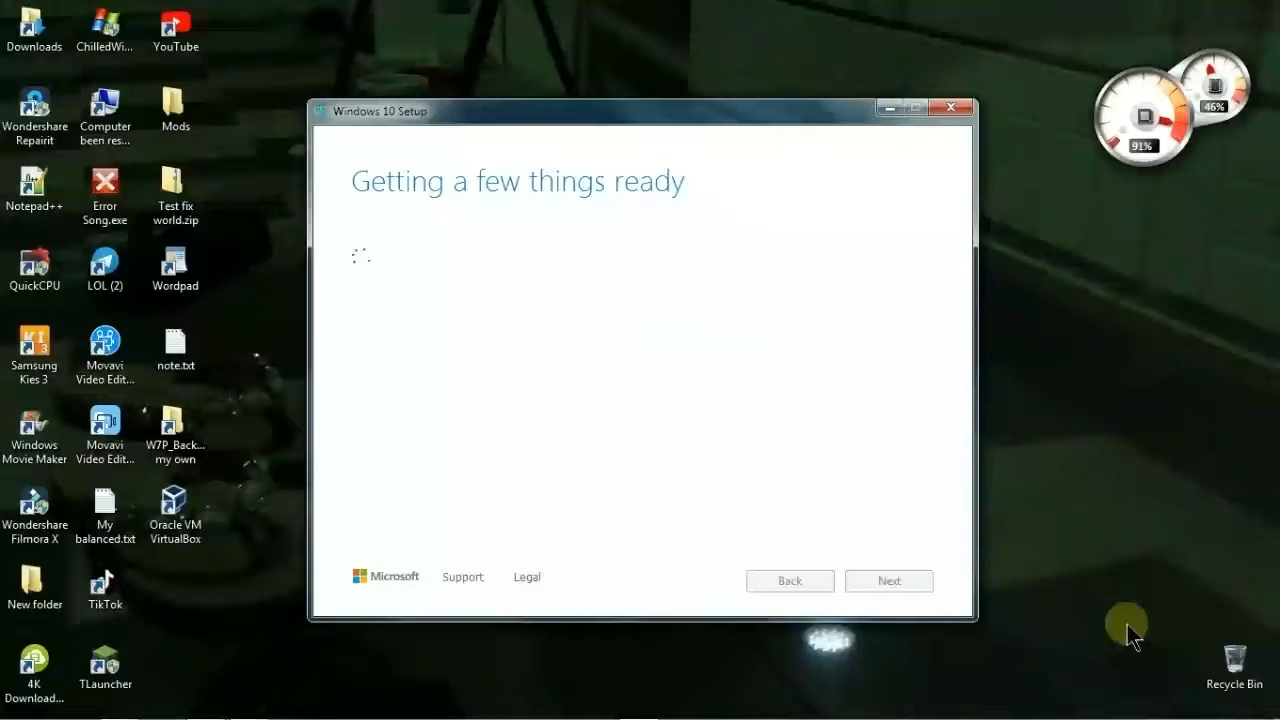 Downloads
ChilledWi...
YouTube
Wondershare
Repairit
Computer
been res...
Mods
Notepad++
Error
Song.exe
Test fix
world.zip
QuickCPU
LOL (2)
Wordpad
Samsung
Kies 3
Movavi
Video Edit...
note.txt
Windows
Movie Maker
Movavi
Video Edit...
W7P_Back...
my own
Wondershare
Filmora X
My
balanced.txt
Oracle VM
VirtualBox
New folder
TikTok
4K
Download...
TLauncher
Windows 10 Setup
Getting a few things ready
Microsoft
Support
Legal
Back
Next
46%
91%
Recycle Bin